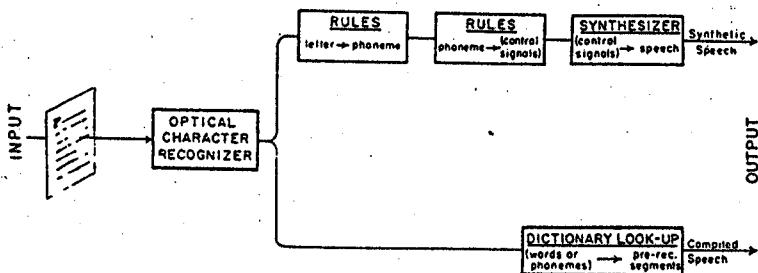 INPUT
OPTICAL
CHARACTER
RECOGNIZER
RULES
letter → phoneme
RULES
phoneme → (control
signals)
SYNTHESIZER
(control
signals) → speech
Synthetic
Speech
DICTIONARY LOOK-UP
(words or
phonemes) → pre-rec.
segments
Compiled
Speech
OUTPUT